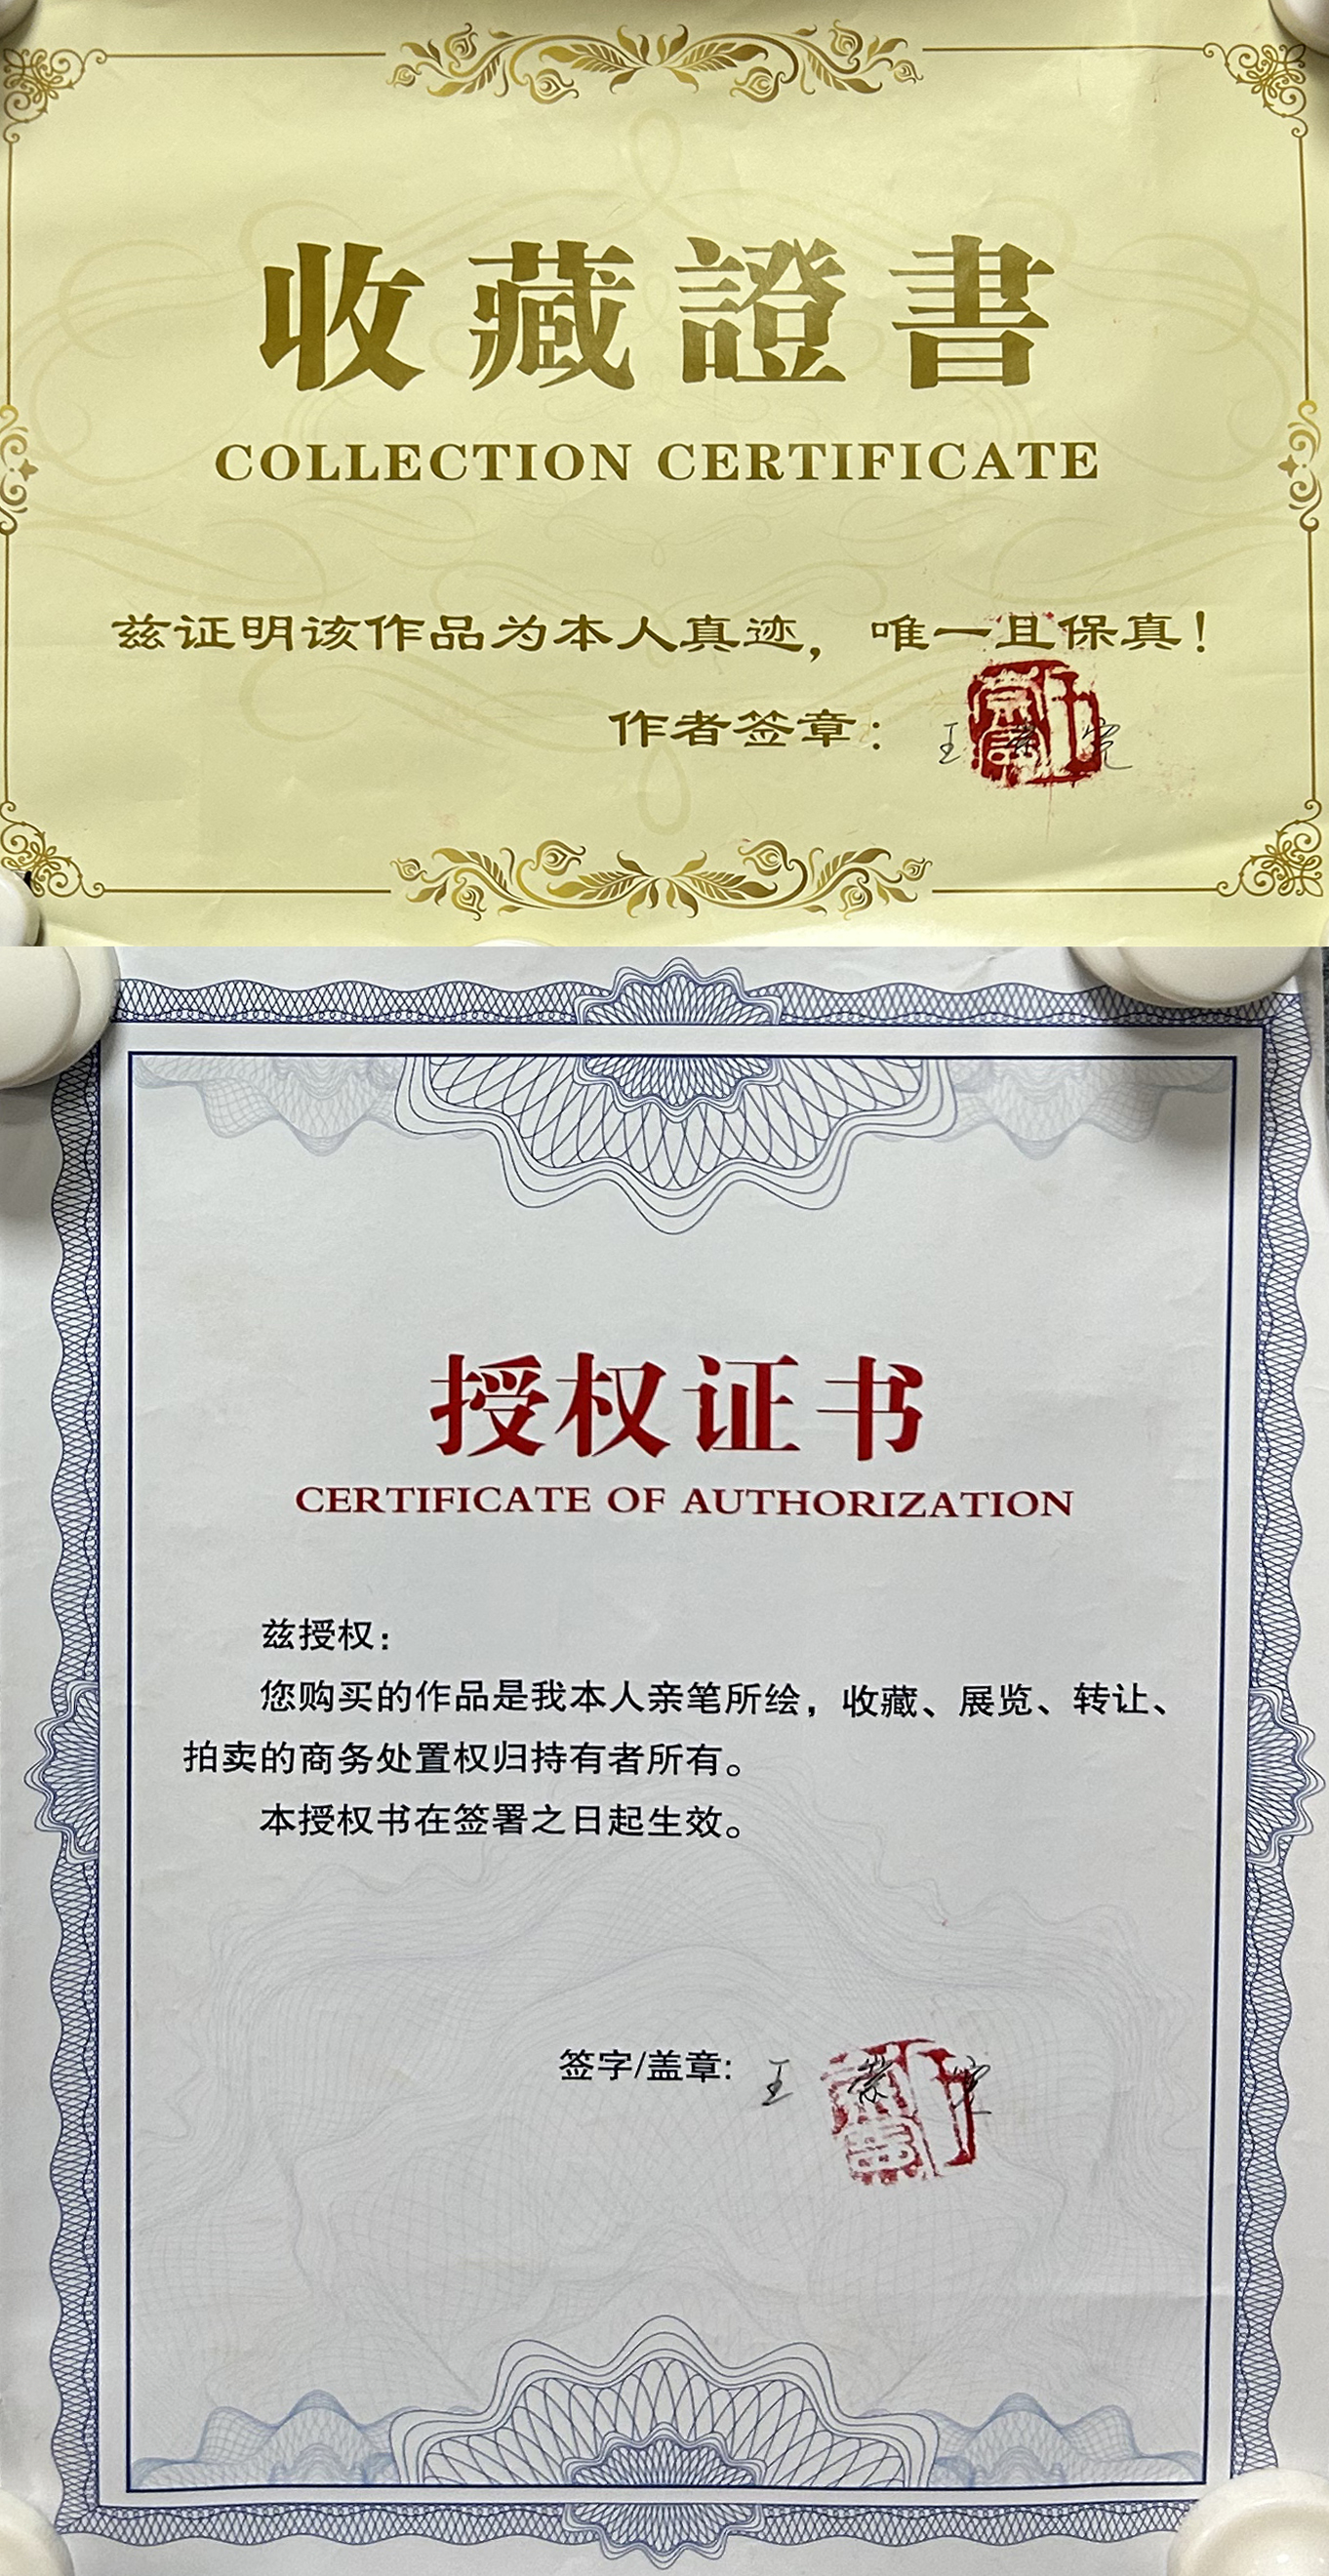 收藏證書
COLLECTION CERTIFICATE
兹证明该作品为本人真迹，唯一且保真！
作者签章：王
授权证书
CERTIFICATE OF AUTHORIZATION
兹授权：
您购买的作品是我本人亲笔所绘，收藏、展览、转让、
拍卖的商务处置权归持有者所有。
本授权书在签署之日起生效。
签字/盖章：王